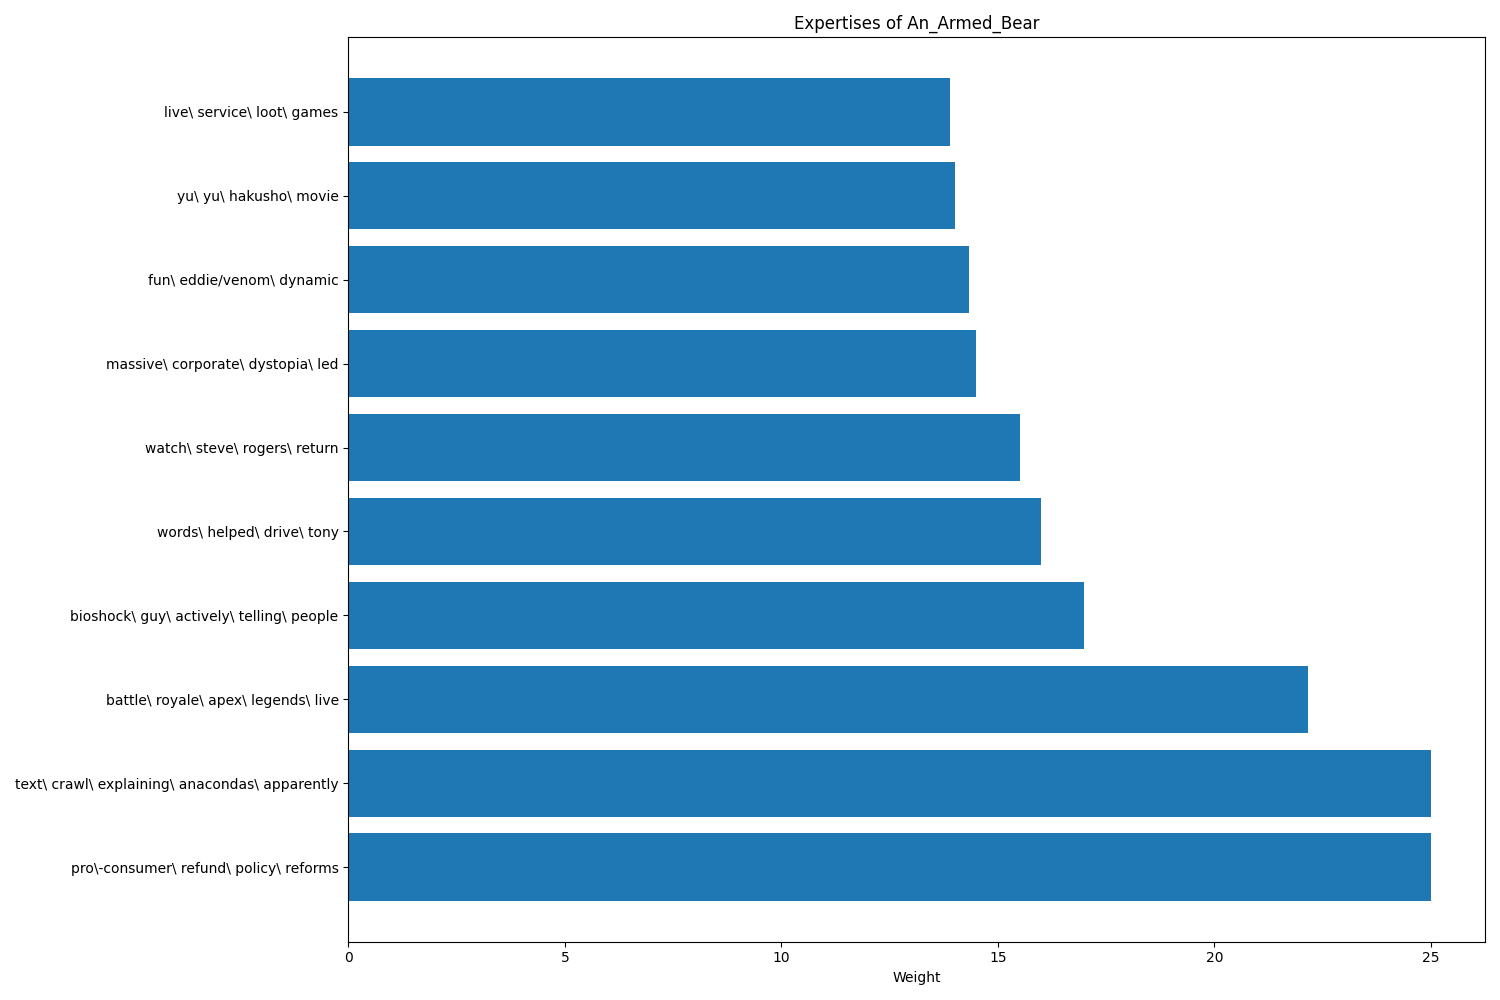 Expertises of An_Armed_Bear
live\ service\ loot\ games
yu\ yu\ hakusho\ movie
fun\ eddie/venom\ dynamic
massive\ corporate\ dystopia\ led
watch\ steve\ rogers\ return
words\ helped\ drive\ tony
bioshock\ guy\ actively\ telling\ people
battle\ royale\ apex\ legends\ live
text\ crawl\ explaining\ anacondas\ apparently
pro\-consumer\ refund\ policy\ reforms
0 5 10 15 20 25
Weight